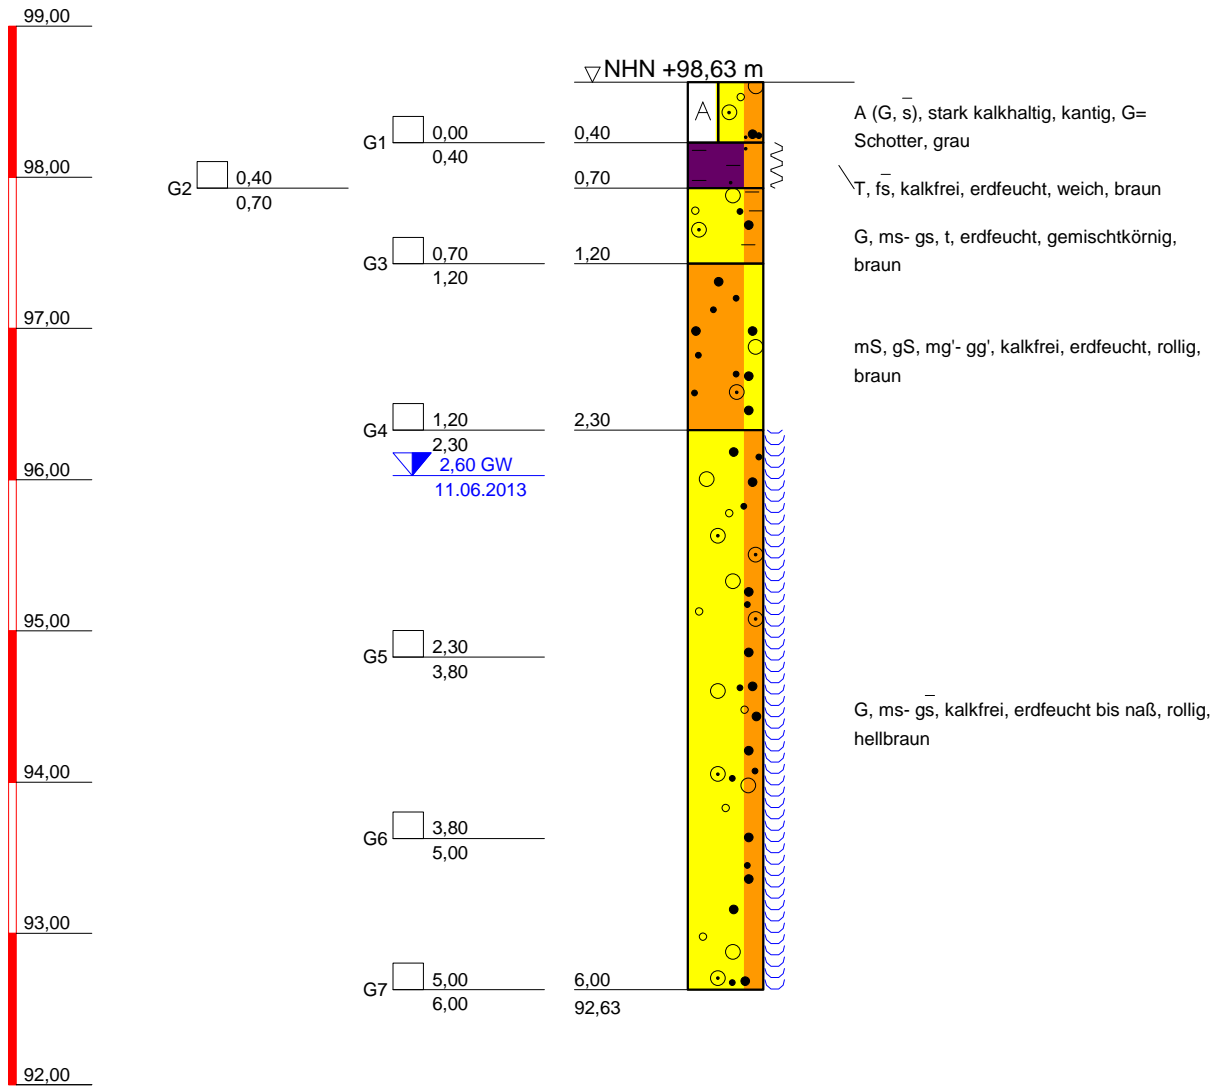 99,00
NHN +98,63 m
A
A (G, s̅), stark kalkhaltig, kantig, G=
Schotter, grau
G1
0,00
0,40
0,40
98,00
G2
0,40
0,70
0,70
T, fs̅, kalkfrei, erdfeucht, weich, braun
G, ms- gs, t, erdfeucht, gemischtkörnig,
braun
G3
0,70
1,20
1,20
97,00
mS, gS, mg'- gg', kalkfrei, erdfeucht, rollig,
braun
G4
1,20
2,30
2,30
2,60 GW
11.06.2013
96,00
95,00
G5
2,30
3,80
G, ms- gs̅, kalkfrei, erdfeucht bis naß, rollig,
hellbraun
94,00
G6
3,80
5,00
93,00
G7
5,00
6,00
6,00
92,63
92,00